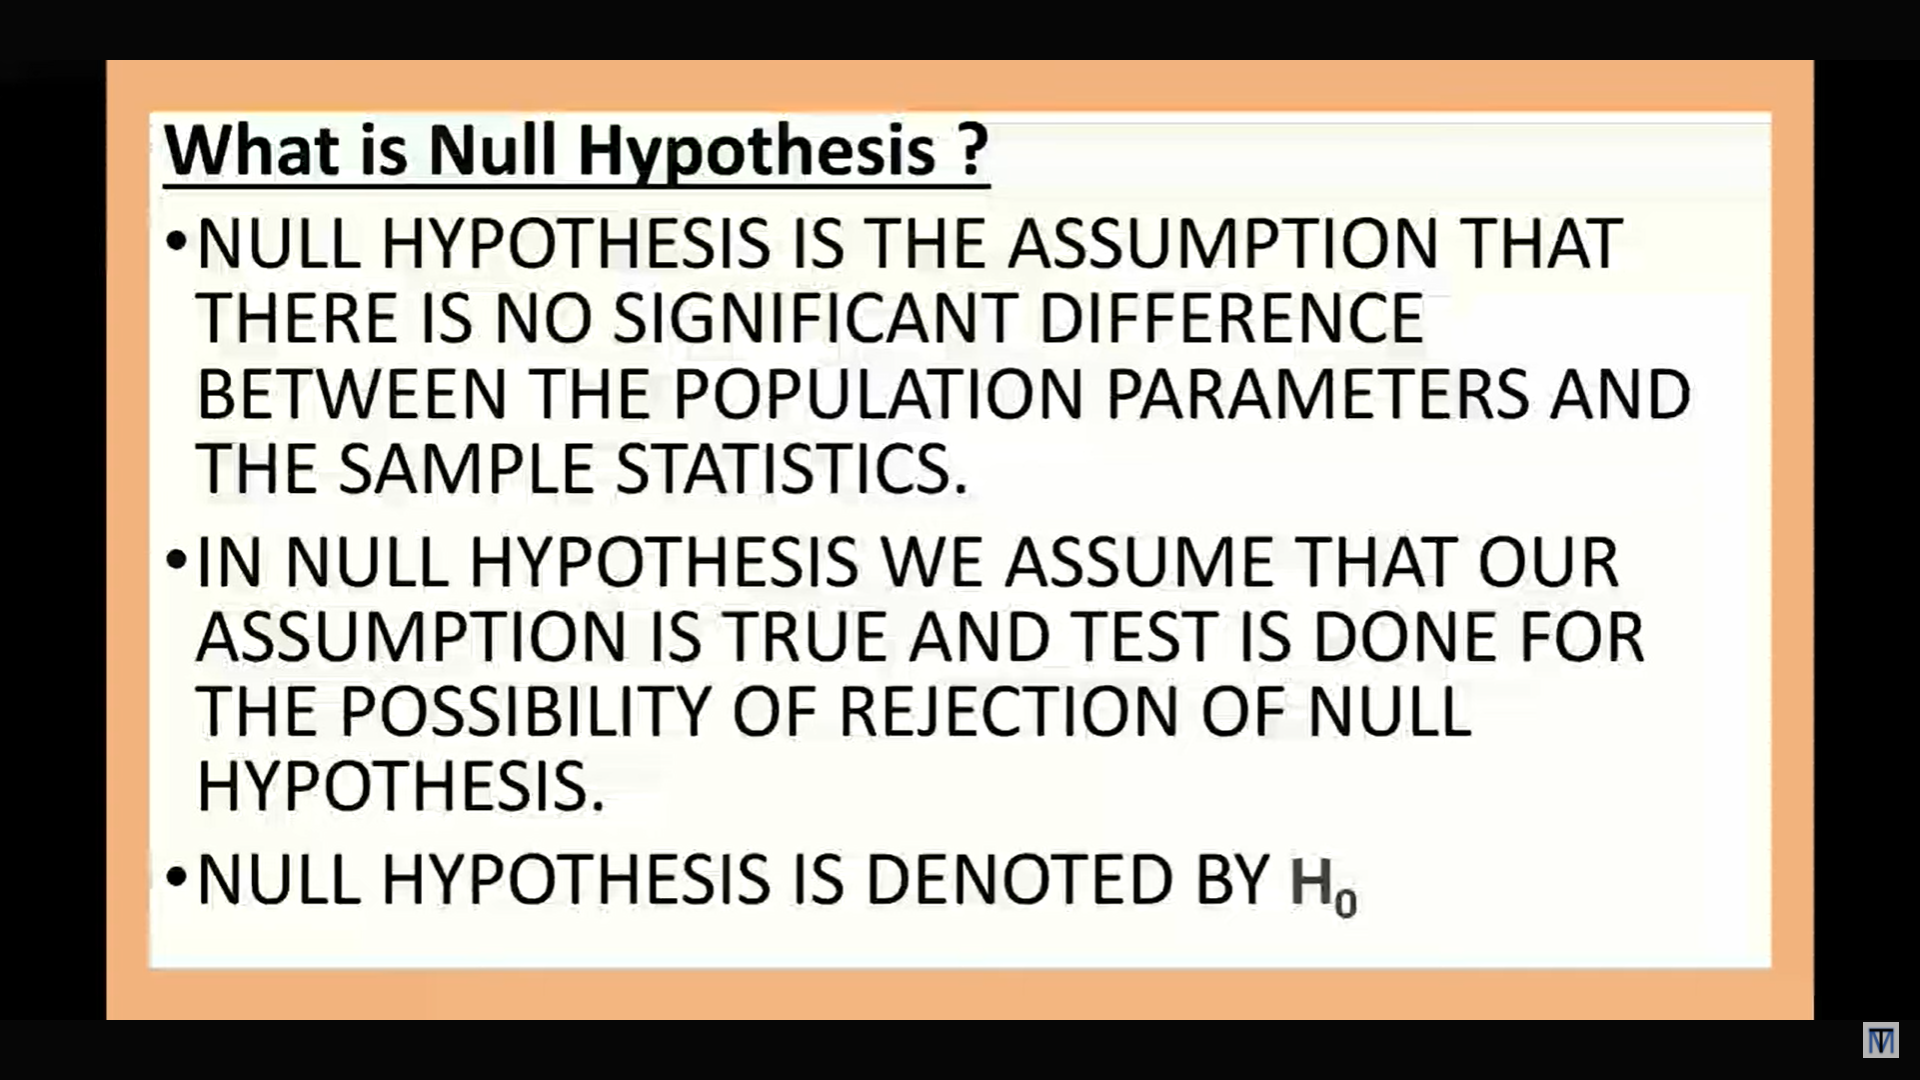 What is Null Hypothesis ?
•NULL HYPOTHESIS IS THE ASSUMPTION THAT
THERE IS NO SIGNIFICANT DIFFERENCE
BETWEEN THE POPULATION PARAMETERS AND
THE SAMPLE STATISTICS.
•IN NULL HYPOTHESIS WE ASSUME THAT OUR
ASSUMPTION IS TRUE AND TEST IS DONE FOR
THE POSSIBILITY OF REJECTION OF NULL
HYPOTHESIS.
•NULL HYPOTHESIS IS DENOTED BY H₀